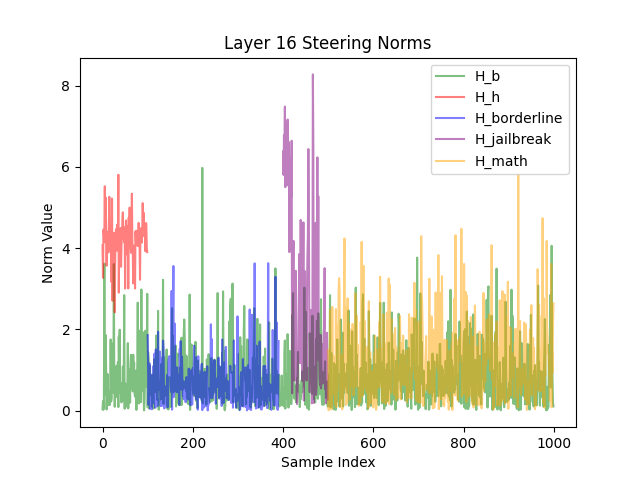 Layer 16 Steering Norms
H_b
H_h
H_borderline
H_jailbreak
H_math
Norm Value
8
6
4
2
0
0
200
400
600
800
1000
Sample Index